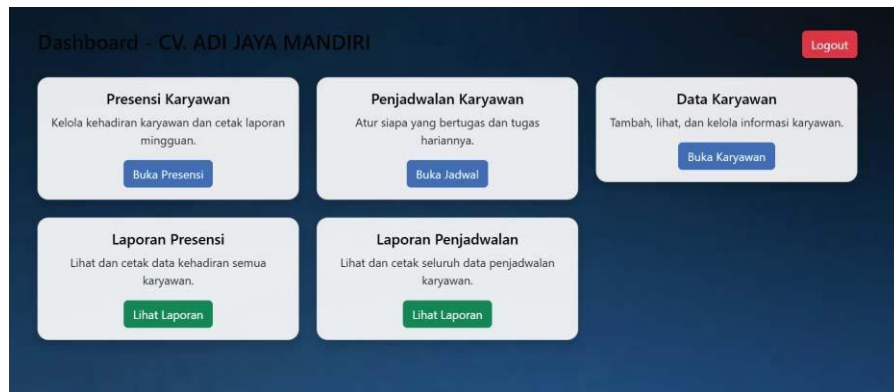 Dashboard - CV. ADI JAYA MANDIRI
Logout
Presensi Karyawan
Kelola kehadiran karyawan dan cetak laporan
mingguan.
Buka Presensi
Penjadwalan Karyawan
Atur siapa yang bertugas dan tugas
hariannya.
Buka Jadwal
Data Karyawan
Tambah, lihat, dan kelola informasi karyawan.
Buka Karyawan
Laporan Presensi
Lihat dan cetak data kehadiran semua
karyawan.
Lihat Laporan
Laporan Penjadwalan
Lihat dan cetak seluruh data penjadwalan
karyawan.
Lihat Laporan